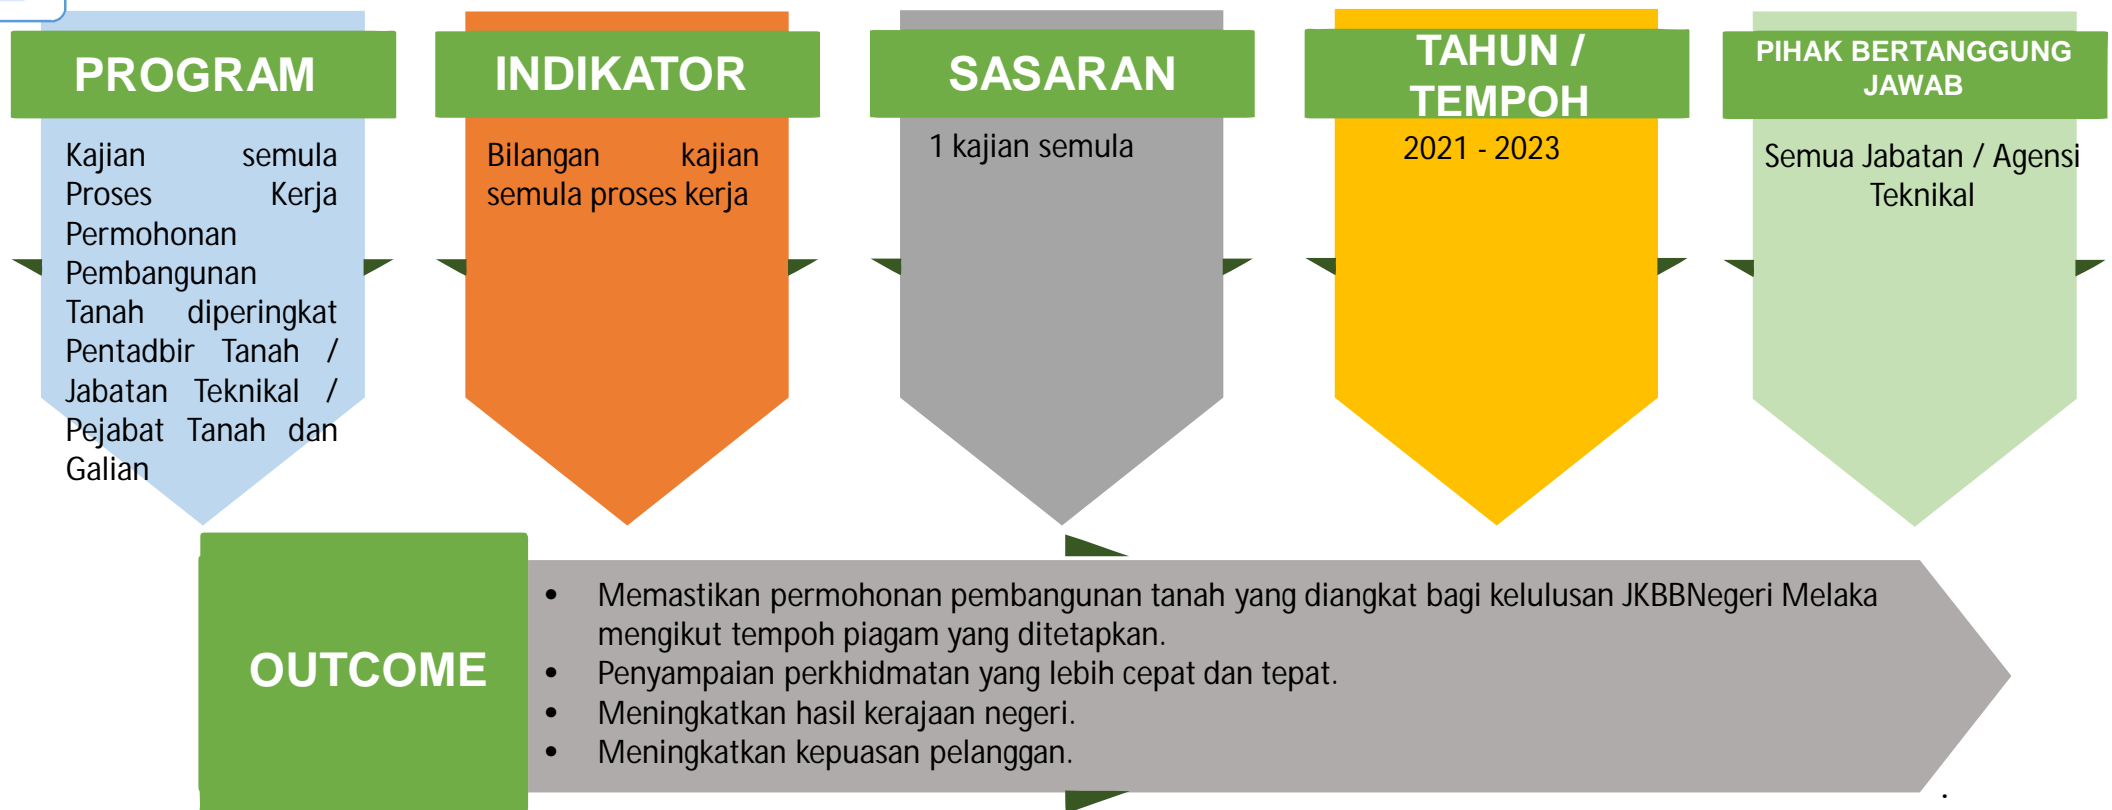 PROGRAM
Kajian semula
Proses Kerja
Permohonan
Pembangunan
Tanah diperingkat
Pentadbir Tanah /
Jabatan Teknikal /
Pejabat Tanah dan
Galian
INDIKATOR
Bilangan kajian
semula proses kerja
SASARAN
1 kajian semula
TAHUN /
TEMPOH
2021 - 2023
PIHAK BERTANGGUNG
JAWAB
Semua Jabatan / Agensi
Teknikal
OUTCOME
• Memastikan permohonan pembangunan tanah yang diangkat bagi kelulusan JKBBNegeri Melaka
mengikut tempoh piagam yang ditetapkan.
• Penyampaian perkhidmatan yang lebih cepat dan tepat.
• Meningkatkan hasil kerajaan negeri.
• Meningkatkan kepuasan pelanggan.
.